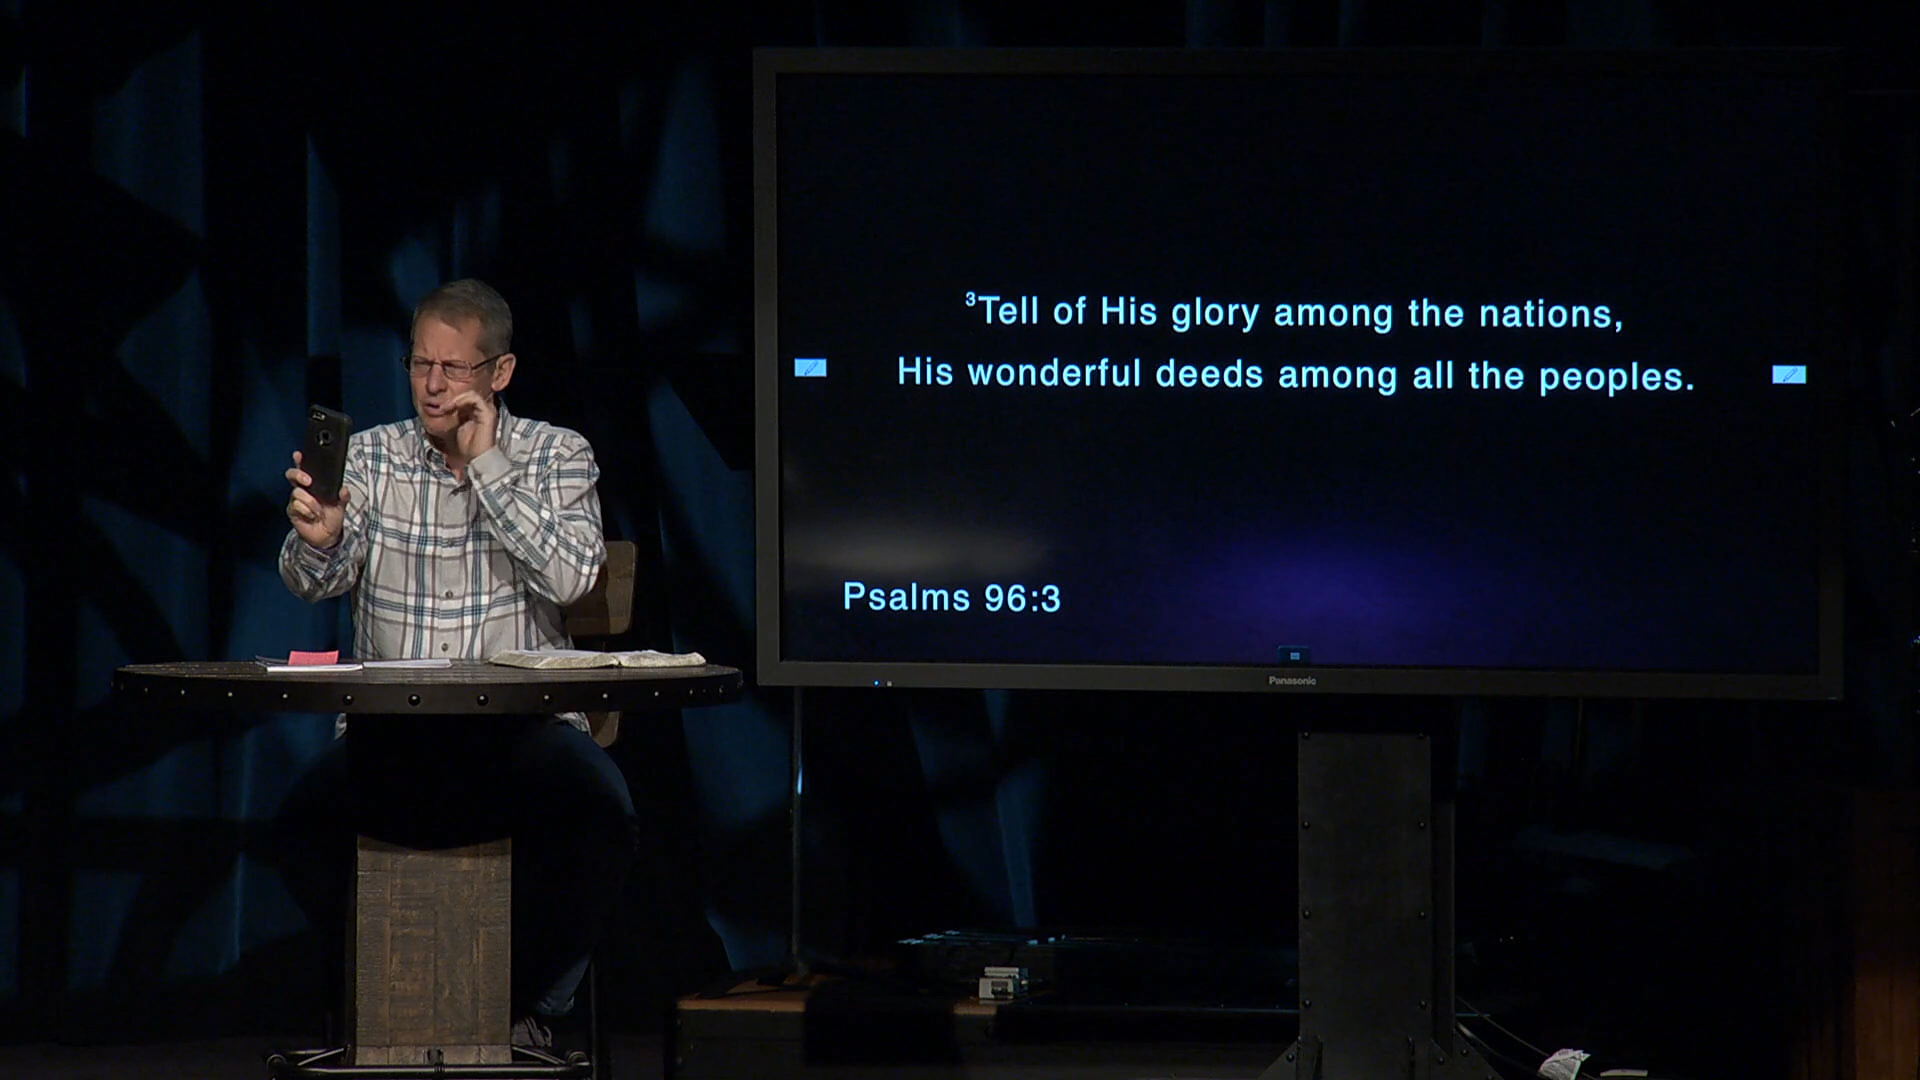 ³Tell of His glory among the nations,
His wonderful deeds among all the peoples.
Psalms 96:3
Panasonic